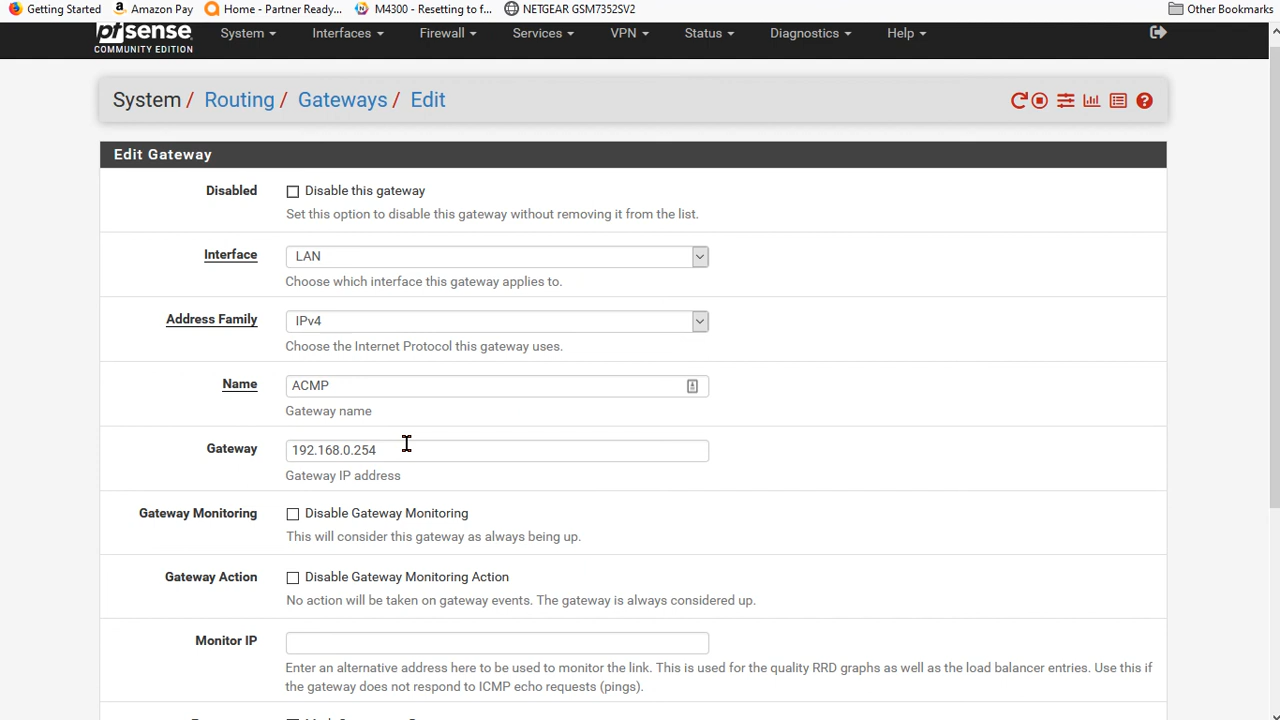 Getting Started Amazon Pay Home - Partner Ready... M4300 - Resetting to f... NETGEAR GSM7352SV2 Other Bookmarks
pfsense System Interfaces Firewall Services VPN Status Diagnostics Help
COMMUNITY EDITION
System / Routing / Gateways / Edit
Edit Gateway
Disabled Disable this gateway
Set this option to disable this gateway without removing it from the list.
Interface LAN
Choose which interface this gateway applies to.
Address Family IPv4
Choose the Internet Protocol this gateway uses.
Name ACMP
Gateway name
Gateway 192.168.0.254
Gateway IP address
Gateway Monitoring Disable Gateway Monitoring
This will consider this gateway as always being up.
Gateway Action Disable Gateway Monitoring Action
No action will be taken on gateway events. The gateway is always considered up.
Monitor IP
Enter an alternative address here to be used to monitor the link. This is used for the quality RRD graphs as well as the load balancer entries. Use this if
the gateway does not respond to ICMP echo requests (pings).